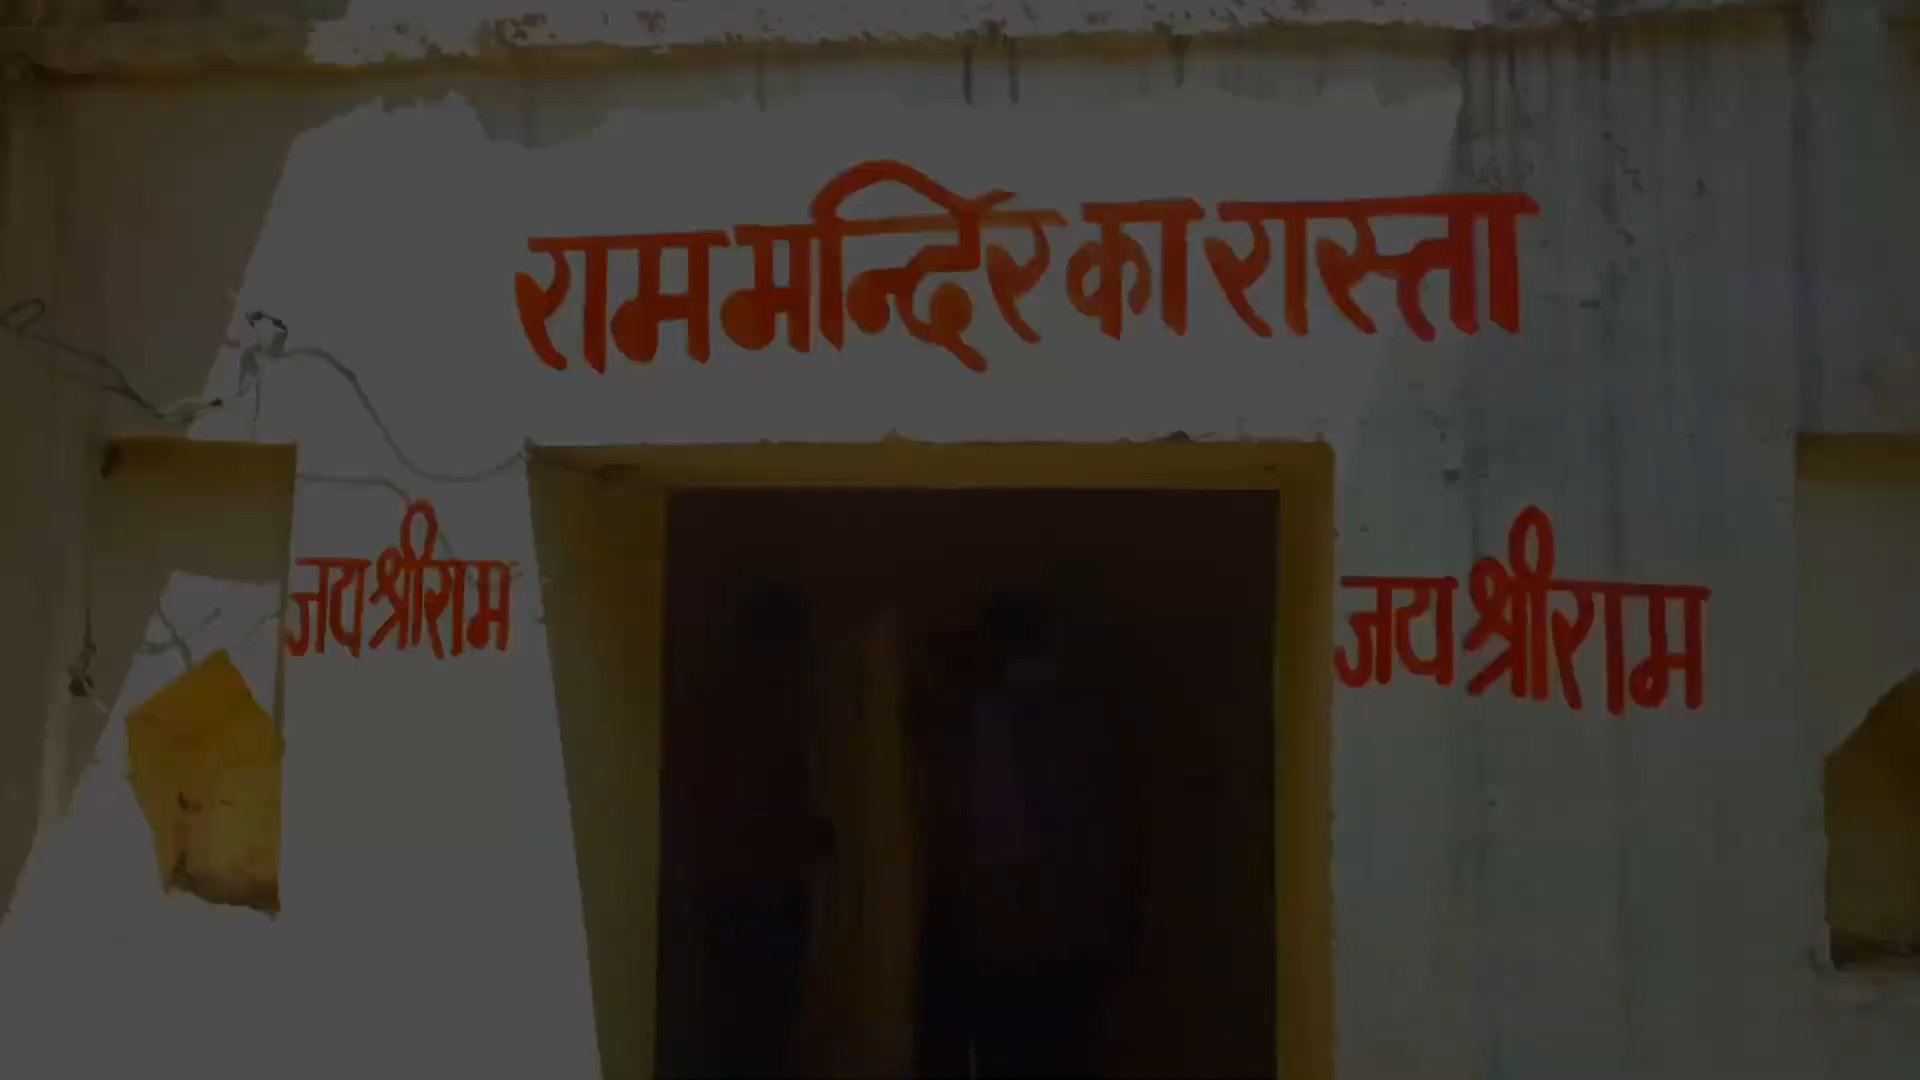 राम मन्दिर का रास्ता
जय श्री राम
जय श्री राम